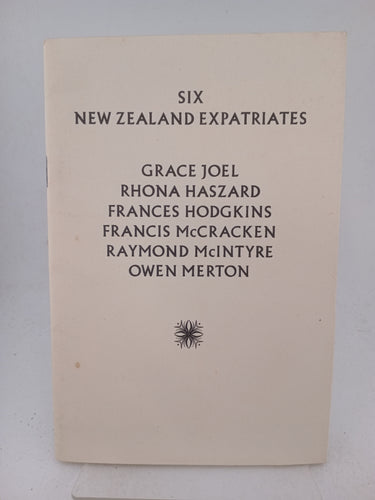 SIX
NEW ZEALAND EXPATRIATES
GRACE JOEL
RHONA HASZARD
FRANCES HODGKINS
FRANCIS McCRACKEN
RAYMOND McINTYRE
OWEN MERTON